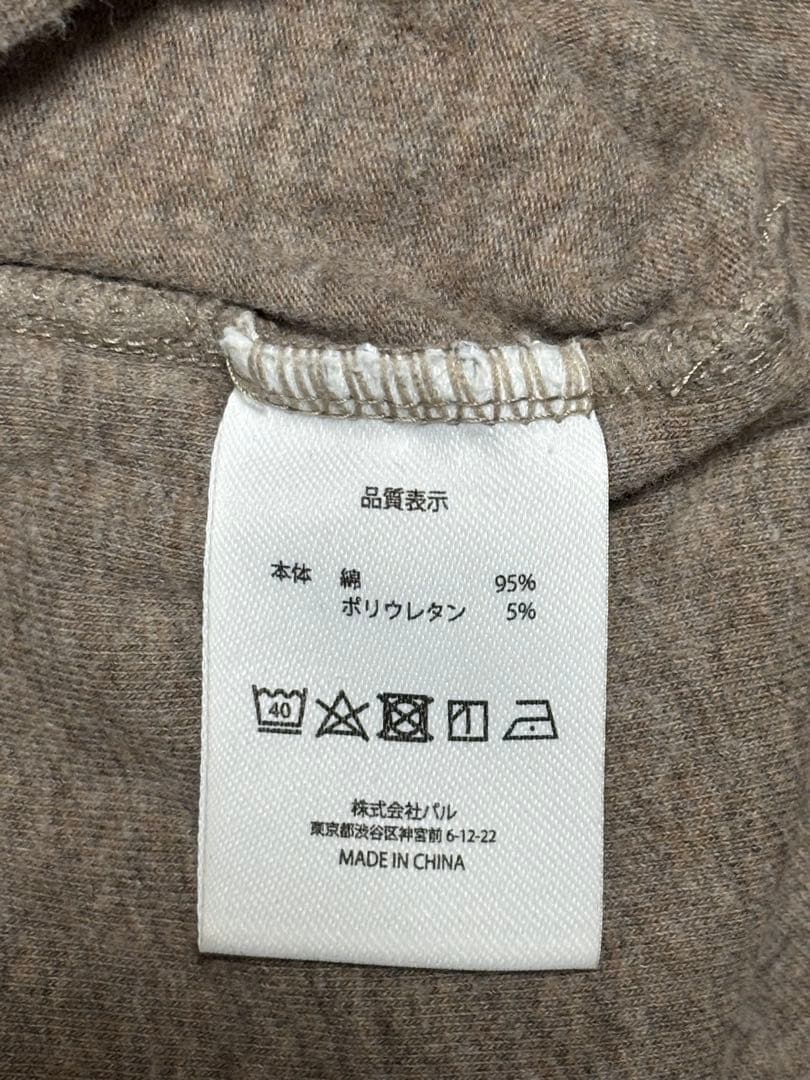 品質表示
本体 綿 95%
ポリウレタン 5%
40
株式会社パル
東京都渋谷区神宮前 6-12-22
MADE IN CHINA